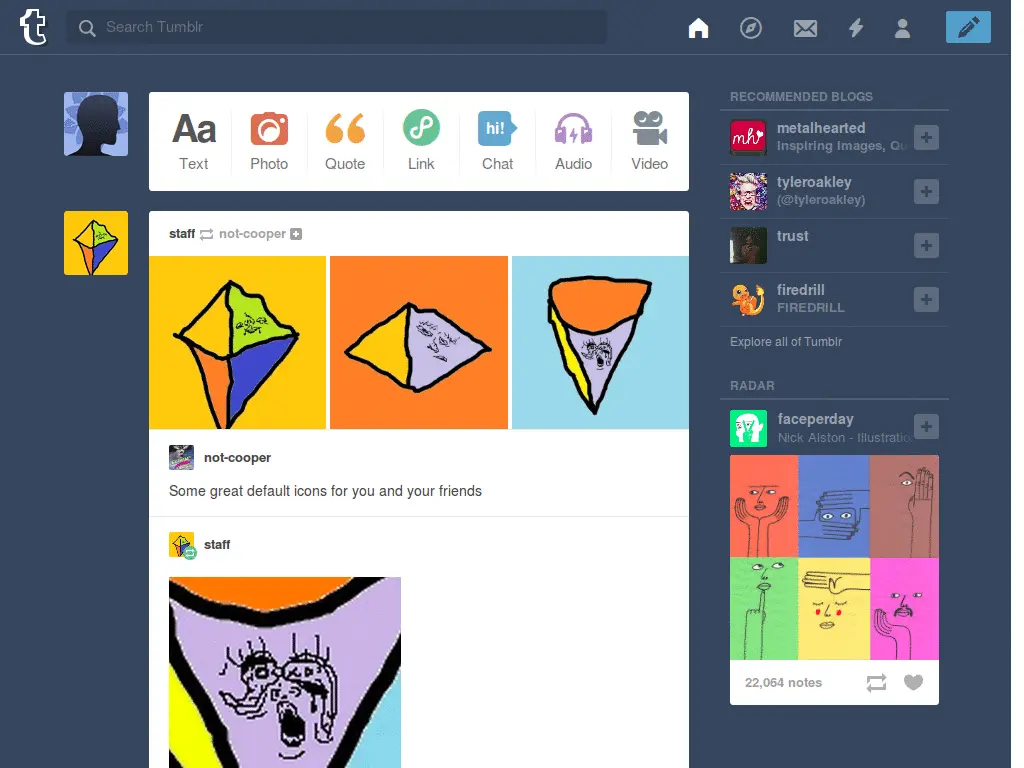 t
Search Tumblr
Aa
hi!
Text
Photo
Quote
Link
Chat
Audio
Video
staff not-cooper
not-cooper
Some great default icons for you and your friends
staff
RECOMMENDED BLOGS
mh
metalhearted
Inspiring Images, Qu
tyleroakley
(@tyleroakley)
trust
firedrill
FIREDRILL
Explore all of Tumblr
RADAR
faceperday
Nick Alston - Illustratio
22,064 notes